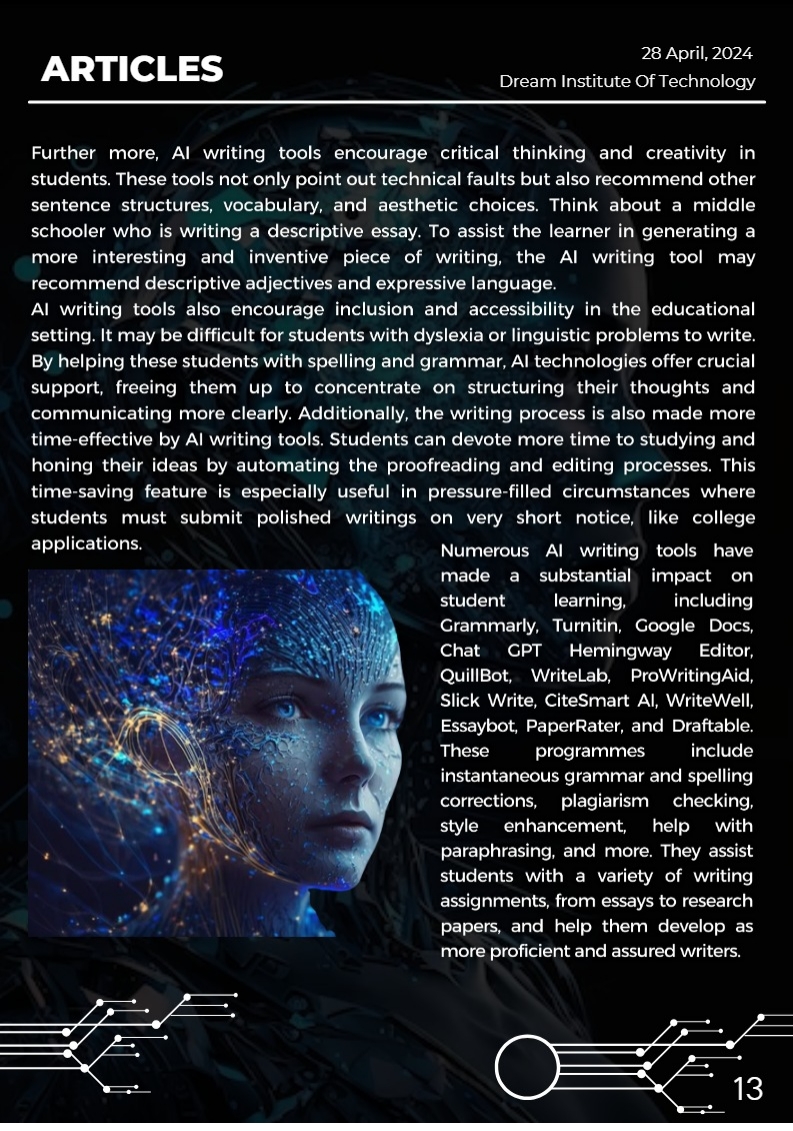 ARTICLES
28 April, 2024
Dream Institute Of Technology
Further more, AI writing tools encourage critical thinking and creativity in
students. These tools not only point out technical faults but also recommend other
sentence structures, vocabulary, and aesthetic choices. Think about a middle
schooler who is writing a descriptive essay. To assist the learner in generating a
more interesting and inventive piece of writing, the AI writing tool may
recommend descriptive adjectives and expressive language.
AI writing tools also encourage inclusion and accessibility in the educational
setting. It may be difficult for students with dyslexia or linguistic problems to write.
By helping these students with spelling and grammar, AI technologies offer crucial
support, freeing them up to concentrate on structuring their thoughts and
communicating more clearly. Additionally, the writing process is also made more
time-effective by AI writing tools. Students can devote more time to studying and
honing their ideas by automating the proofreading and editing processes. This
time-saving feature is especially useful in pressure-filled circumstances where
students must submit polished writings on very short notice, like college
applications.
Numerous AI writing tools have
made a substantial impact on
student learning, including
Grammarly, Turnitin, Google Docs,
Chat GPT Hemingway Editor,
QuillBot, WriteLab, ProWritingAid,
Slick Write, CiteSmart AI, WriteWell,
Essaybot, PaperRater, and Draftable.
These programmes include
instantaneous grammar and spelling
corrections, plagiarism checking,
style enhancement, help with
paraphrasing, and more. They assist
students with a variety of writing
assignments, from essays to research
papers, and help them develop as
more proficient and assured writers.
13